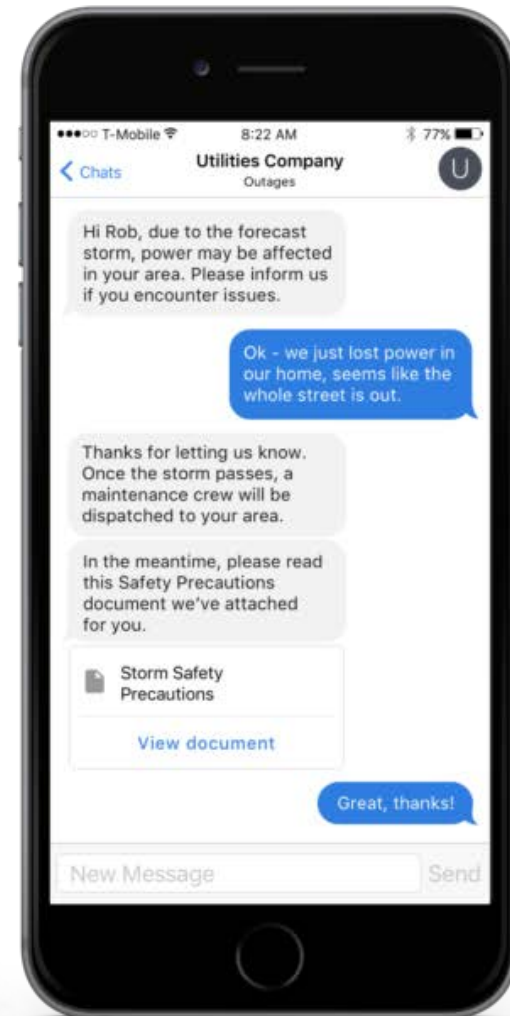 T-Mobile 8:22 AM 77%
Chats Utilities Company U
Outages
Hi Rob, due to the forecast
storm, power may be affected
in your area. Please inform us
if you encounter issues.
Ok - we just lost power in
our home, seems like the
whole street is out.
Thanks for letting us know.
Once the storm passes, a
maintenance crew will be
dispatched to your area.
In the meantime, please read
this Safety Precautions
document we've attached
for you.
Storm Safety
Precautions
View document
Great, thanks!
New Message Send